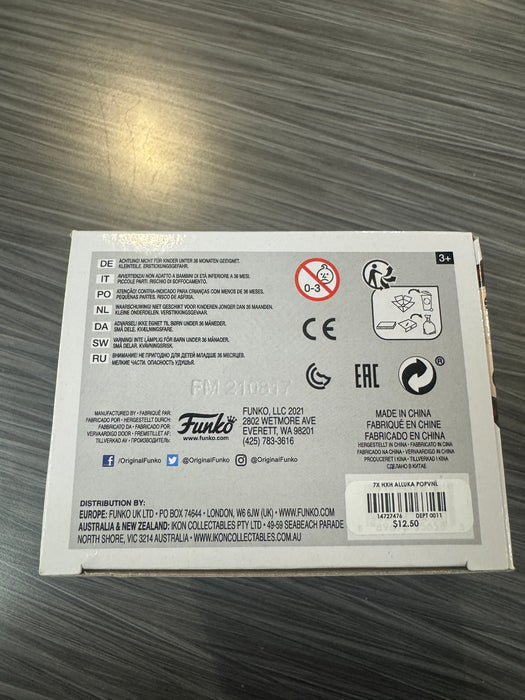 DE ACHTUNG! NICHT FÜR KINDER UNTER 36 MONATEN GEEIGNET.
KLEINTEILE. ERSTICKUNGSGEFAHR.
IT AVVERTENZA! NON ADATTO A BAMBINI DI ETÀ INFERIORE A 36 MESI.
PICCOLE PARTI. RISCHIO DI SOFFOCAMENTO.
PO ATENÇÃO! CONTRA-INDICADO PARA CRIANÇAS COM MENOS DE 36 MESES.
PEQUENAS PARTES. RISCO DE ASFIXIA.
NL WAARSCHUWING! NIET GESCHIKT VOOR KINDEREN JONGER DAN 36 MAANDEN.
KLEINE ONDERDELEN. VERSTIKKINGSGEVAAR.
DA ADVARSEL! IKKE EGNET TIL BØRN UNDER 36 MÅNEDER.
SMÅ DELE. KVÆLNINGSFARE.
SW VARNING! INTE LÄMPLIG FÖR BARN UNDER 36 MÅNADER.
SMÅ DELAR. KVÄVNINGSRISK.
RU ВНИМАНИЕ! НЕ ПРИГОДНО ДЛЯ ДЕТЕЙ МЛАДШЕ 36 МЕСЯЦЕВ.
МЕЛКИЕ ЧАСТИ. ОПАСНОСТЬ УДУШЬЯ.
0-3
3+
CE
EAC
®
MANUFACTURED BY • FABRIQUÉ PAR:
FABRICADO POR • HERGESTELLT DURCH:
FABBRICATO DA • FABRICADO POR:
VERVAARDIGD DOOR • FREMSTILLET AF:
TILLVERKAD AV • ПРОИЗВОДИТЕЛЬ:
Funko
www.funko.com
FUNKO, LLC 2021
2802 WETMORE AVE
EVERETT, WA 98201
(425) 783-3616
MADE IN CHINA
FABRIQUÉ EN CHINE
FABRICADO EN CHINA
HERGESTELLT IN CHINA • FABBRICATO IN CINA
FABRICADO NA CHINA • VERVAARDIGD IN CHINA
PRODUCERET I KINA • TILLVERKAD I KINA
СДЕЛАНО В КИТАЕ
/OriginalFunko @OriginalFunko @OriginalFunko
DISTRIBUTION BY:
EUROPE: FUNKO UK LTD • PO BOX 74644 • LONDON, W6 6JW (UK) • WWW.FUNKO.COM
AUSTRALIA & NEW ZEALAND: IKON COLLECTABLES PTY LTD • 49-59 SEABEACH PARADE
NORTH SHORE, VIC 3214 AUSTRALIA • WWW.IKONCOLLECTABLES.COM.AU
7X HXH ALLUKA POPVNL
14727476 DEPT 0011
$12.50